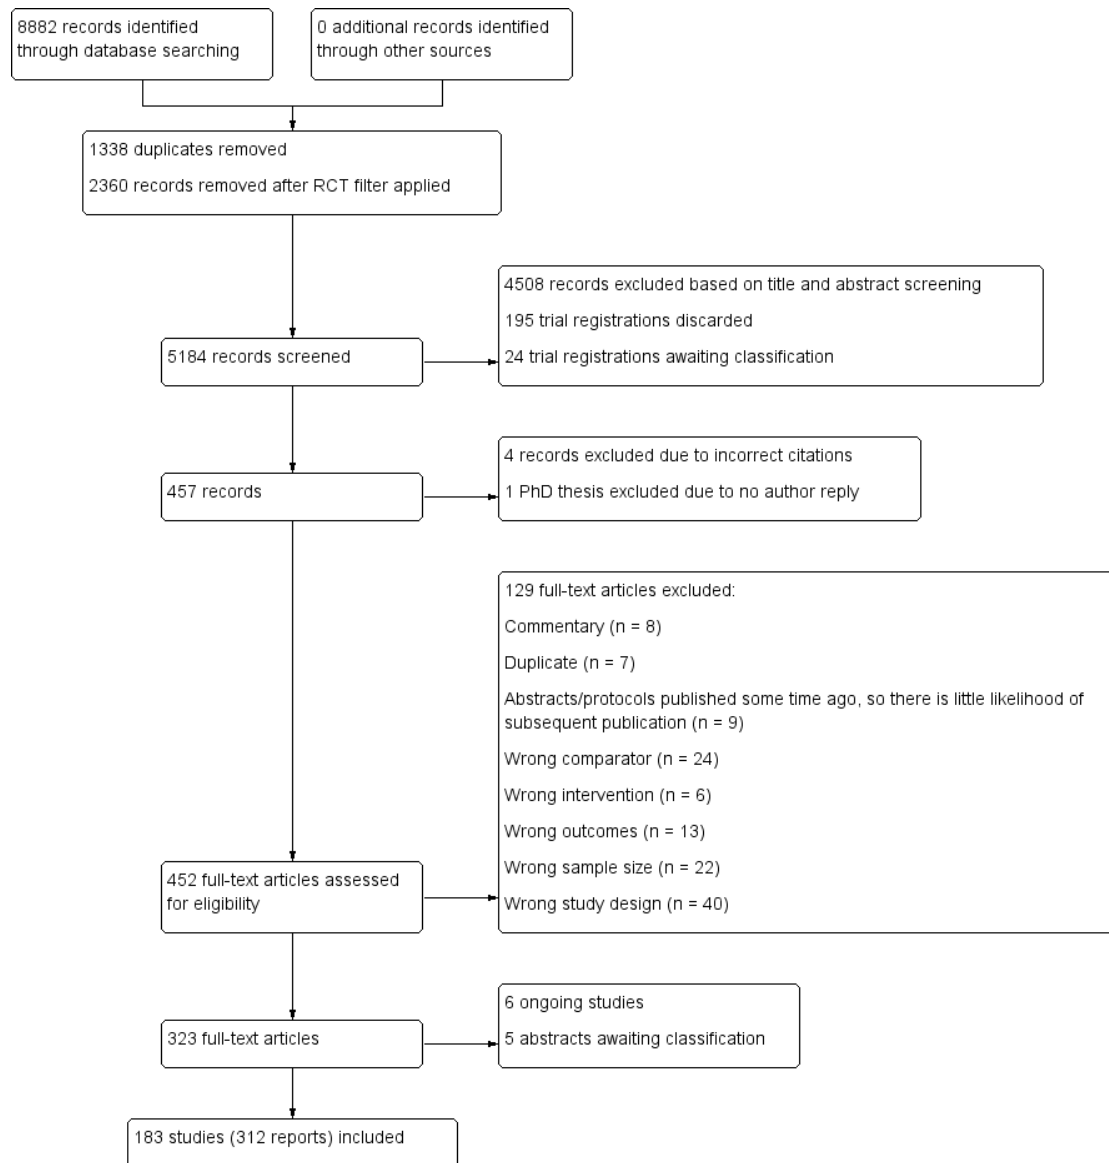 8882 records identified
through database searching
0 additional records identified
through other sources
1338 duplicates removed
2360 records removed after RCT filter applied
4508 records excluded based on title and abstract screening
195 trial registrations discarded
24 trial registrations awaiting classification
5184 records screened
4 records excluded due to incorrect citations
1 PhD thesis excluded due to no author reply
457 records
129 full-text articles excluded:
Commentary (n = 8)
Duplicate (n = 7)
Abstracts/protocols published some time ago, so there is little likelihood of
subsequent publication (n = 9)
Wrong comparator (n = 24)
Wrong intervention (n = 6)
Wrong outcomes (n = 13)
Wrong sample size (n = 22)
Wrong study design (n = 40)
452 full-text articles assessed
for eligibility
6 ongoing studies
5 abstracts awaiting classification
323 full-text articles
183 studies (312 reports) included